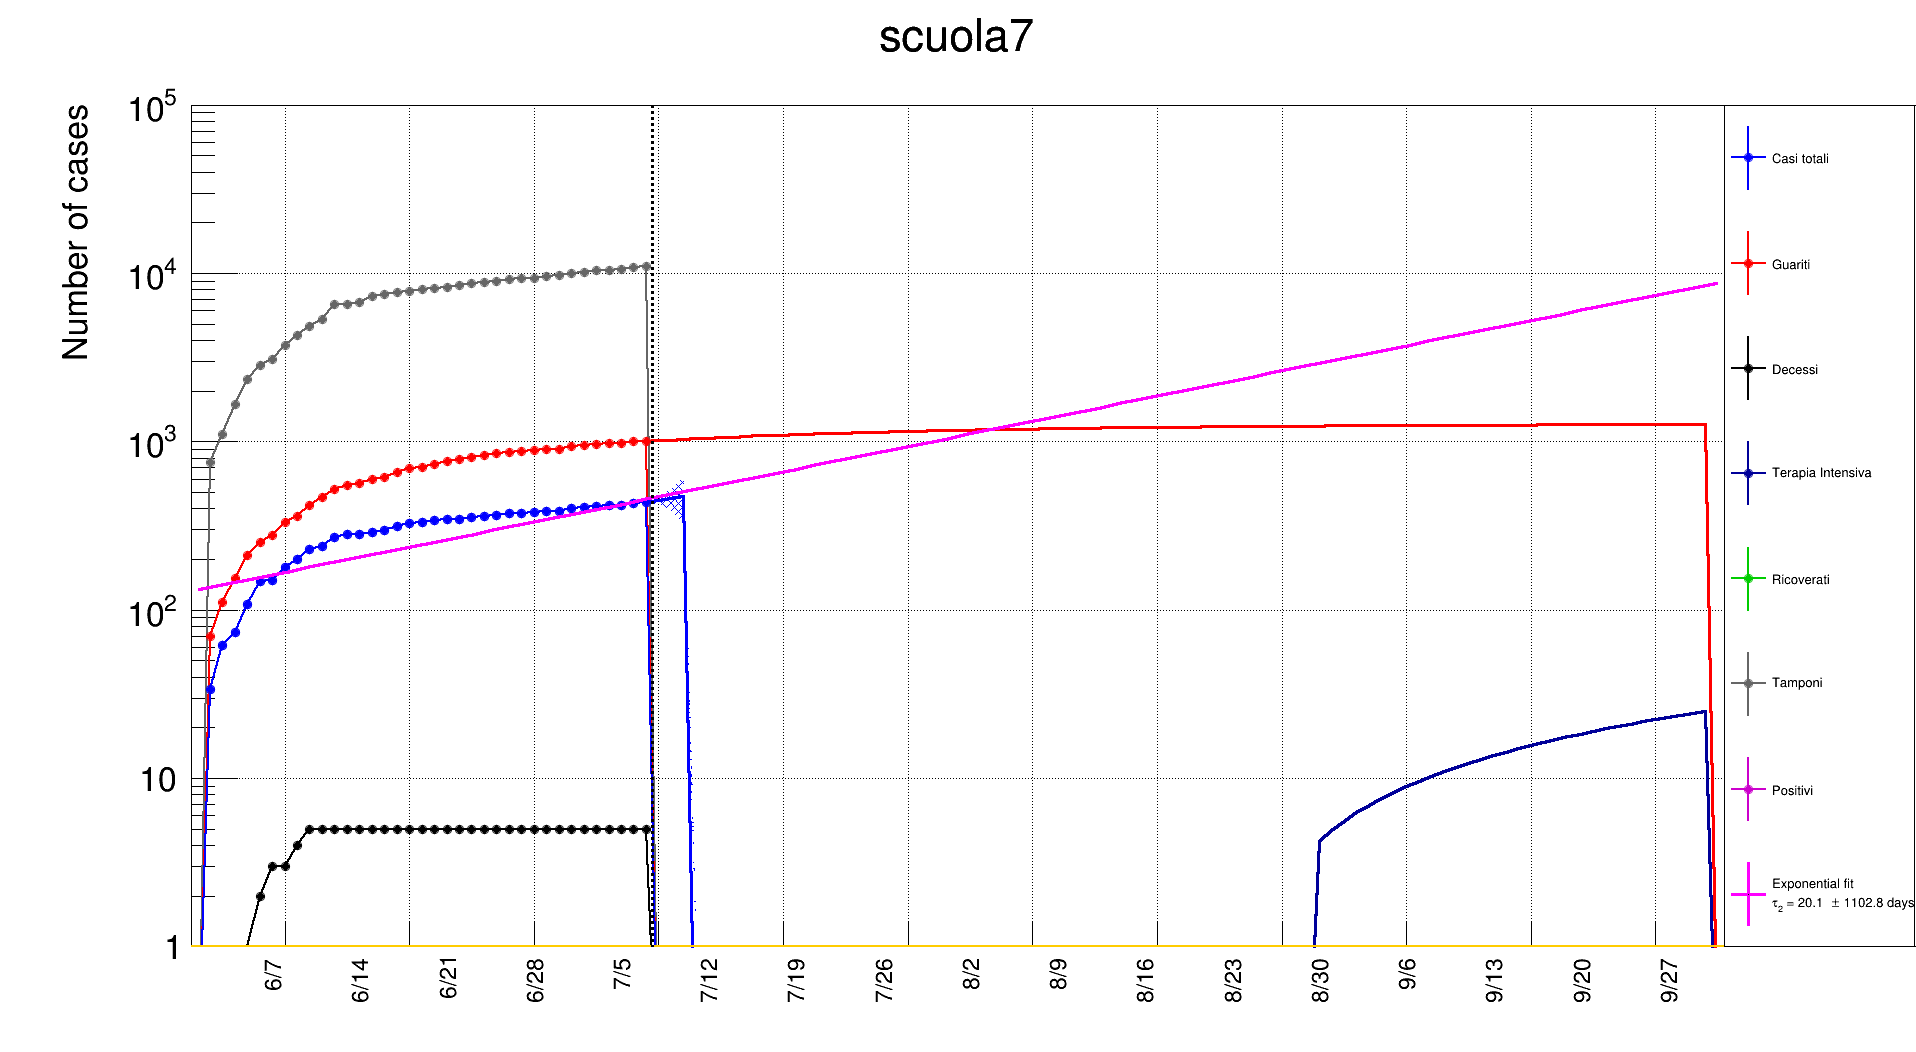 scuola7
Number of cases
10^5
10^4
10^3
10^2
10
1
6/7
6/14
6/21
6/28
7/5
7/12
7/19
7/26
8/2
8/9
8/16
8/23
8/30
9/6
9/13
9/20
9/27
Casi totali
Guariti
Decessi
Terapia Intensiva
Ricoverati
Tamponi
Positivi
Exponential fit
τ2 = 20.1 ± 1102.8 days